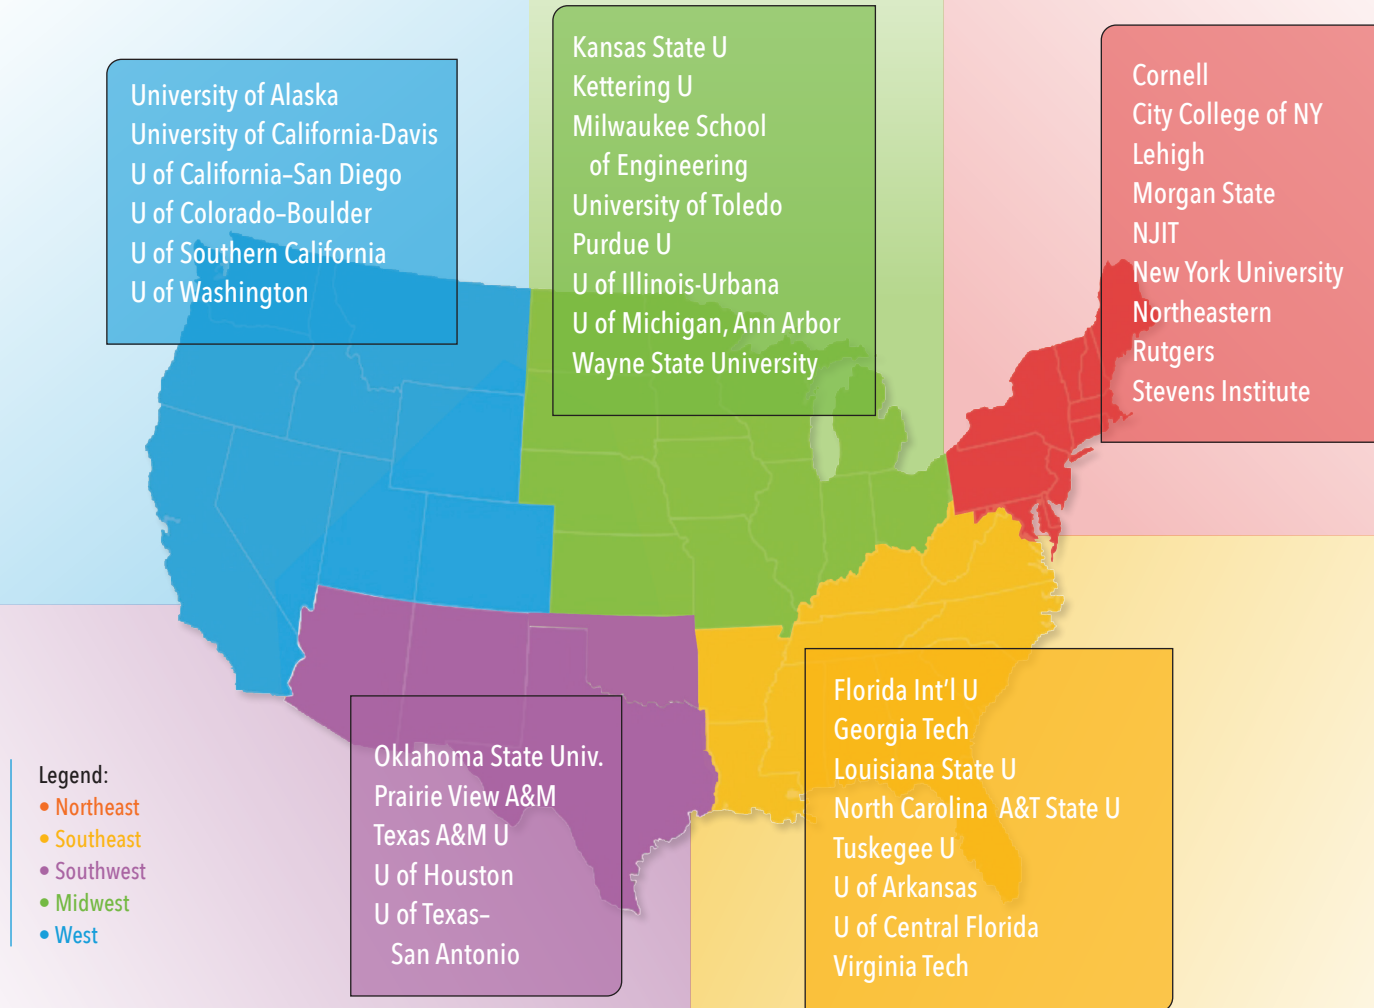 University of Alaska
University of California-Davis
U of California–San Diego
U of Colorado–Boulder
U of Southern California
U of Washington
Kansas State U
Kettering U
Milwaukee School
of Engineering
University of Toledo
Purdue U
U of Illinois-Urbana
U of Michigan, Ann Arbor
Wayne State University
Cornell
City College of NY
Lehigh
Morgan State
NJIT
New York University
Northeastern
Rutgers
Stevens Institute
Legend:
• Northeast
• Southeast
• Southwest
• Midwest
• West
Oklahoma State Univ.
Prairie View A&M
Texas A&M U
U of Houston
U of Texas–
San Antonio
Florida Int'l U
Georgia Tech
Louisiana State U
North Carolina A&T State U
Tuskegee U
U of Arkansas
U of Central Florida
Virginia Tech